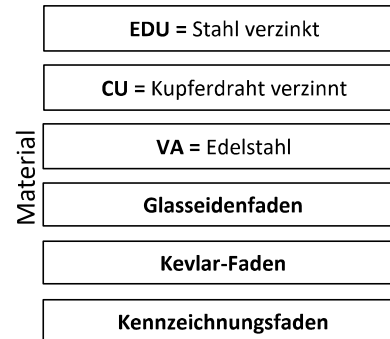 Material
EDU = Stahl verzinkt
CU = Kupferdraht verzinnt
VA = Edelstahl
Glasseidenfaden
Kevlar-Faden
Kennzeichnungsfaden